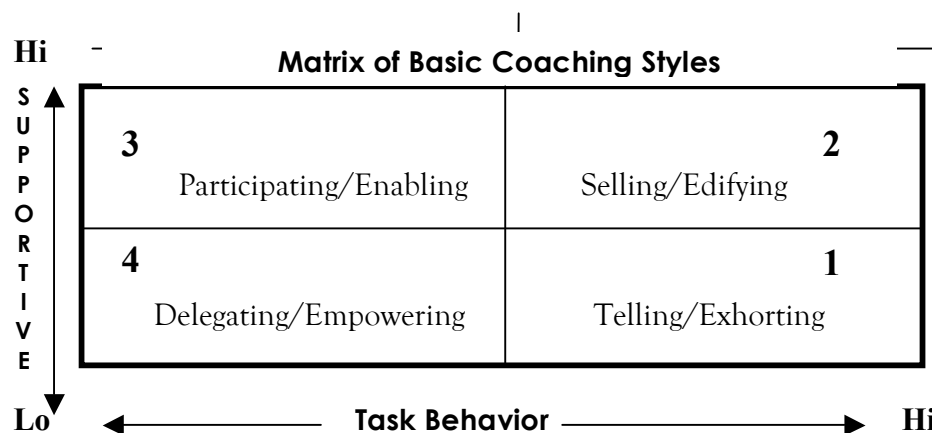 Hi
Matrix of Basic Coaching Styles
SUPPORTIVE
3
2
Participating/Enabling
Selling/Edifying
4
1
Delegating/Empowering
Telling/Exhorting
Lo
Task Behavior
Hi